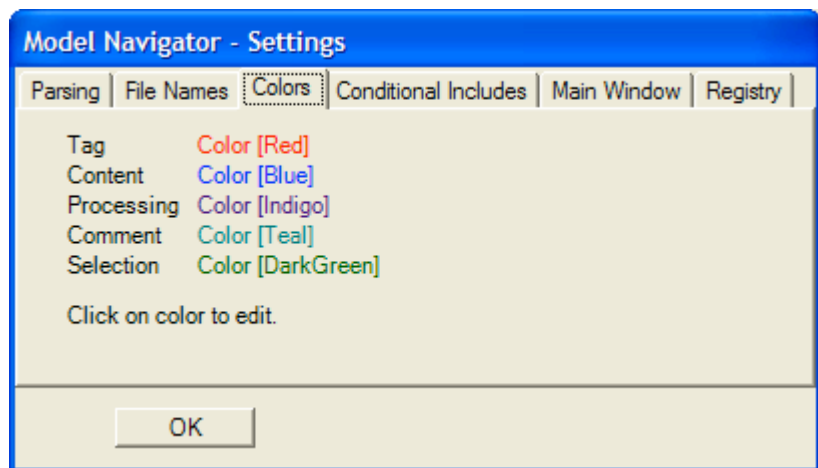 Model Navigator - Settings
Parsing File Names Colors Conditional Includes Main Window Registry
Tag Color [Red]
Content Color [Blue]
Processing Color [Indigo]
Comment Color [Teal]
Selection Color [DarkGreen]
Click on color to edit.
OK